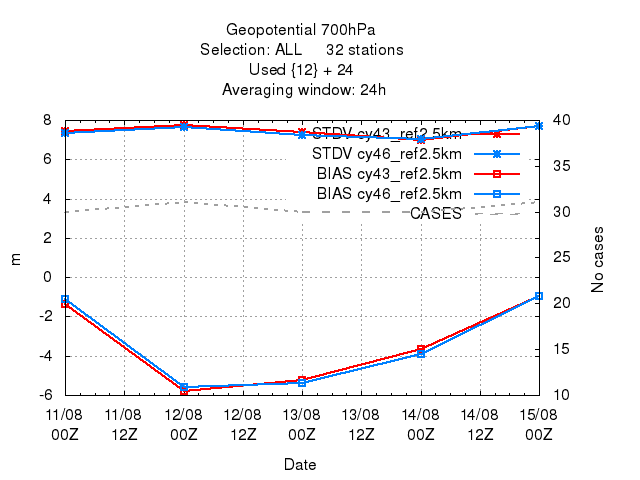 Geopotential 700hPa
Selection: ALL 32 stations
Used {12} + 24
Averaging window: 24h
8 40
STDV cy43_ref2.5km
6 35
STDV cy46_ref2.5km
BIAS cy43_ref2.5km
4 30
BIAS cy46_ref2.5km
CASES
2 25
m
No cases
0
-2 20
-4 15
-6 10
11/08 11/08 12/08 12/08 13/08 13/08 14/08 14/08 15/08
00Z 12Z 00Z 12Z 00Z 12Z 00Z 12Z 00Z
Date